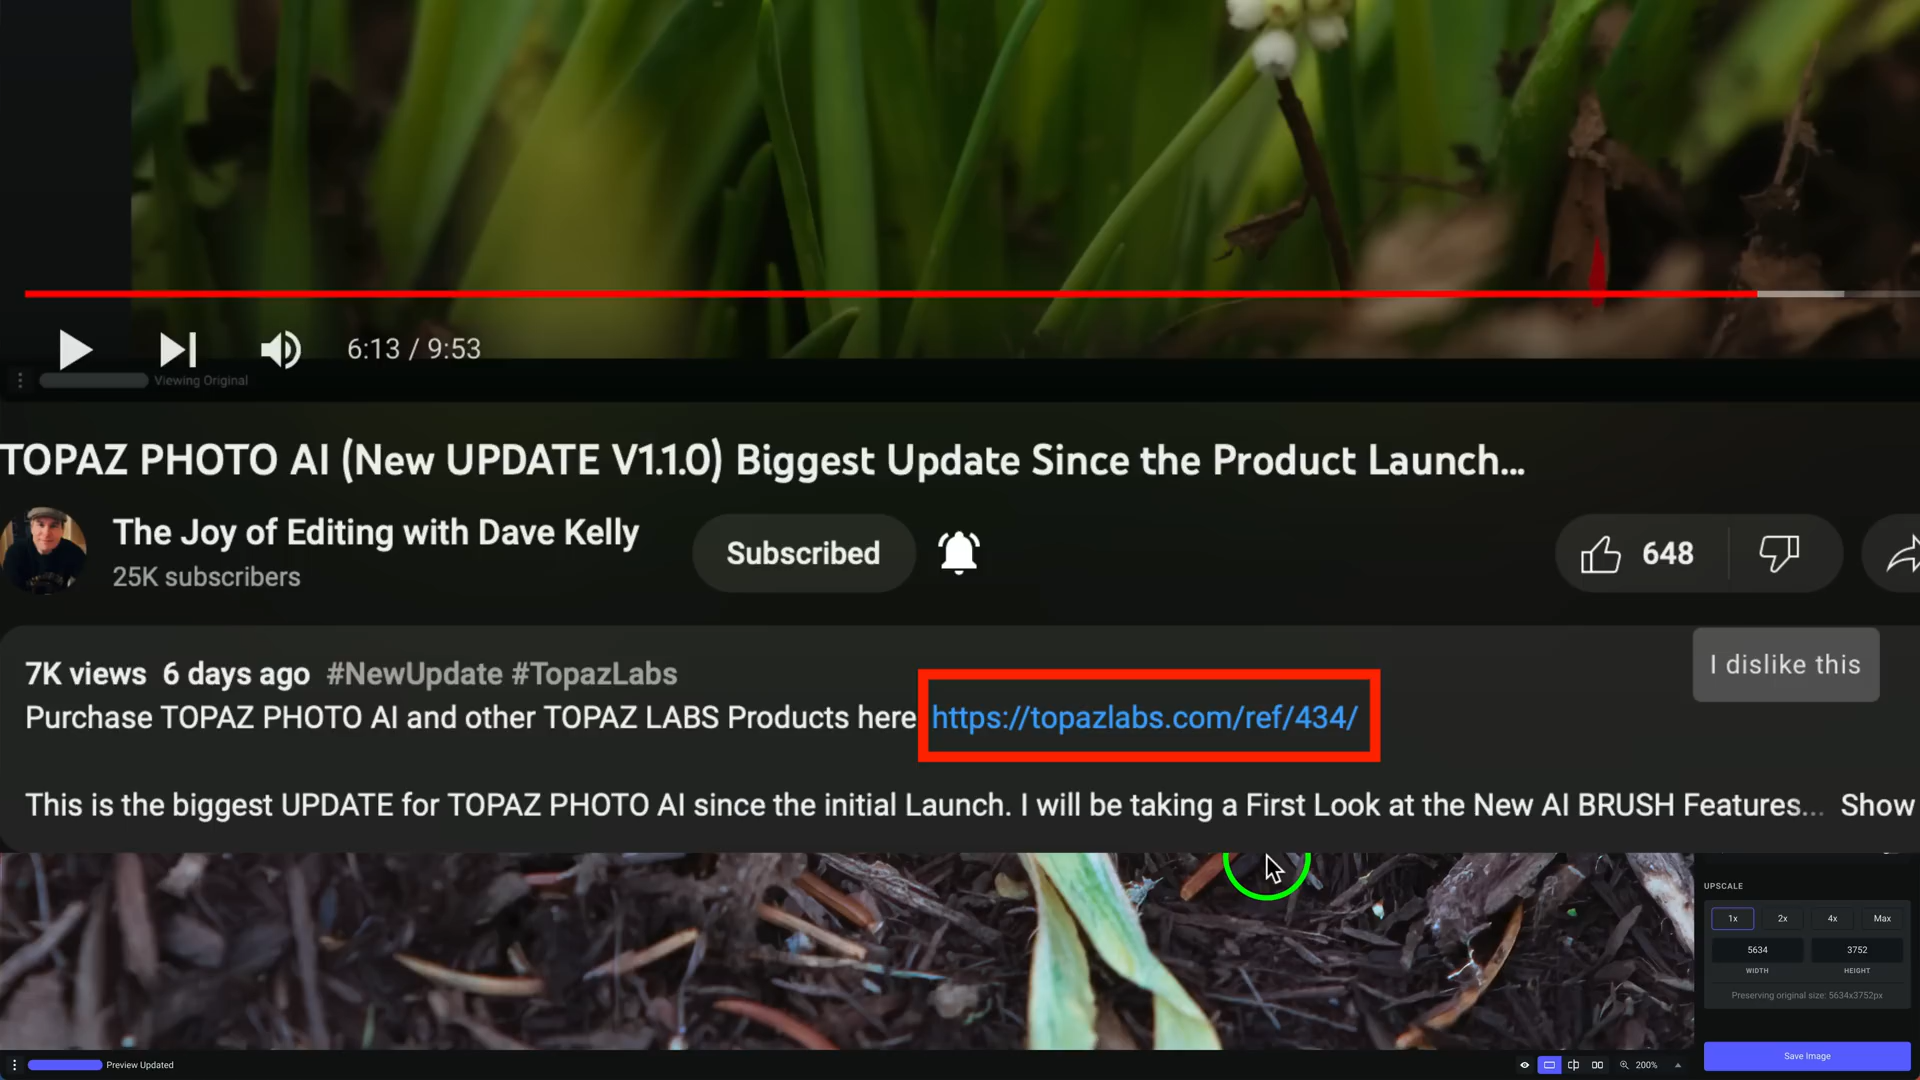 6:13 / 9:53
Viewing Original
TOPAZ PHOTO AI (New UPDATE V1.1.0) Biggest Update Since the Product Launch...
The Joy of Editing with Dave Kelly
25K subscribers
Subscribed
648
I dislike this
7K views 6 days ago #NewUpdate #TopazLabs
Purchase TOPAZ PHOTO AI and other TOPAZ LABS Products here https://topazlabs.com/ref/434/
This is the biggest UPDATE for TOPAZ PHOTO AI since the initial Launch. I will be taking a First Look at the New AI BRUSH Features... Show
UPSCALE
1x 2x 4x Max
5634 3752
WIDTH HEIGHT
Preserving original size: 5634x3752px
Save Image
Preview Updated
200%